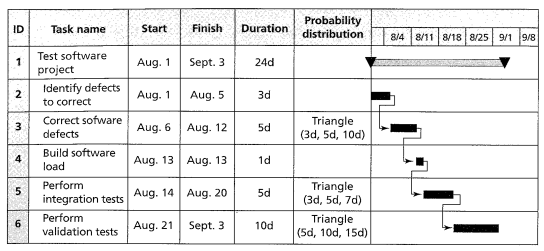 ID Task name Start Finish Duration Probability distribution 8/4 8/11 8/18 8/25 9/1 9/8
1 Test software project Aug. 1 Sept. 3 24d
2 Identify defects to correct Aug. 1 Aug. 5 3d
3 Correct sofware defects Aug. 6 Aug. 12 5d Triangle (3d, 5d, 10d)
4 Build software load Aug. 13 Aug. 13 1d
5 Perform integration tests Aug. 14 Aug. 20 5d Triangle (3d, 5d, 7d)
6 Perform validation tests Aug. 21 Sept. 3 10d Triangle (5d, 10d, 15d)